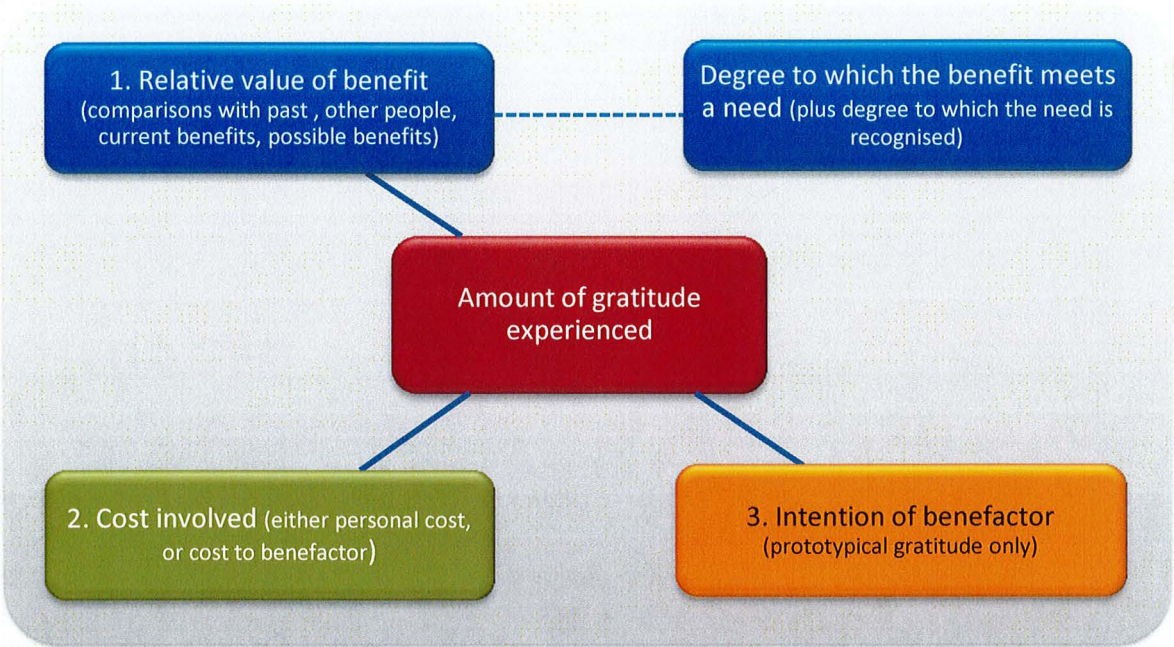 1. Relative value of benefit
(comparisons with past , other people,
current benefits, possible benefits)
Degree to which the benefit meets
a need (plus degree to which the need is
recognised)
Amount of gratitude
experienced
2. Cost involved (either personal cost,
or cost to benefactor)
3. Intention of benefactor
(prototypical gratitude only)